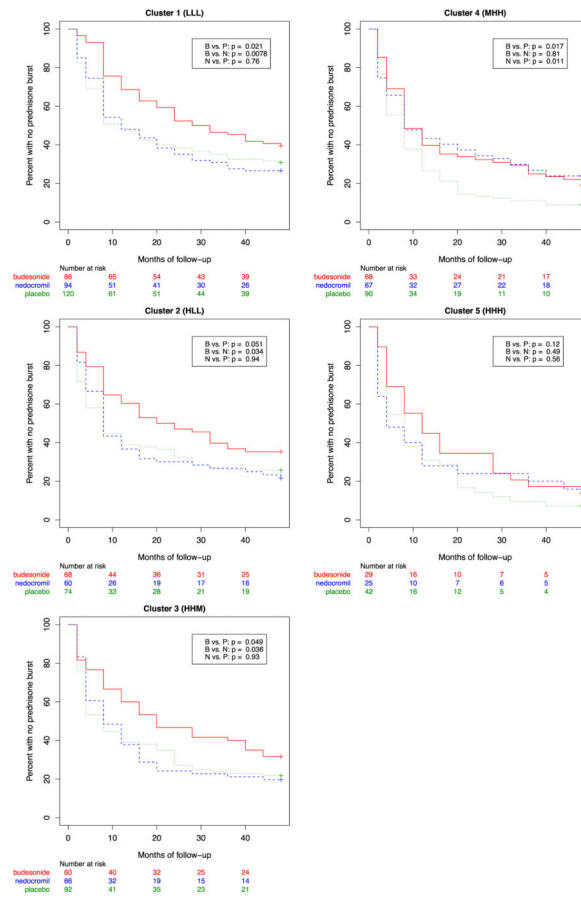 Cluster 1 (LLL)
B vs. P: p = 0.021
B vs. N: p = 0.0078
N vs. P: p = 0.76
Percent with no prednisone burst
100
80
60
40
20
0
0 10 20 30 40
Months of follow-up
Number at risk
budesonide 86 65 54 43 39
nedocromil 94 51 41 30 26
placebo 120 61 51 44 39
Cluster 4 (MHH)
B vs. P: p = 0.017
B vs. N: p = 0.81
N vs. P: p = 0.011
Percent with no prednisone burst
100
80
60
40
20
0
0 10 20 30 40
Months of follow-up
Number at risk
budesonide 68 33 24 21 17
nedocromil 67 32 27 22 18
placebo 90 34 19 11 10
Cluster 2 (HLL)
B vs. P: p = 0.051
B vs. N: p = 0.034
N vs. P: p = 0.94
Percent with no prednisone burst
100
80
60
40
20
0
0 10 20 30 40
Months of follow-up
Number at risk
budesonide 68 44 36 31 25
nedocromil 60 26 19 17 16
placebo 74 33 28 21 19
Cluster 5 (HHH)
B vs. P: p = 0.12
B vs. N: p = 0.49
N vs. P: p = 0.56
Percent with no prednisone burst
100
80
60
40
20
0
0 10 20 30 40
Months of follow-up
Number at risk
budesonide 29 16 10 7 5
nedocromil 25 10 7 6 5
placebo 42 16 12 5 4
Cluster 3 (HHM)
B vs. P: p = 0.049
B vs. N: p = 0.036
N vs. P: p = 0.93
Percent with no prednisone burst
100
80
60
40
20
0
0 10 20 30 40
Months of follow-up
Number at risk
budesonide 60 40 32 25 24
nedocromil 66 32 19 15 14
placebo 92 41 35 23 21